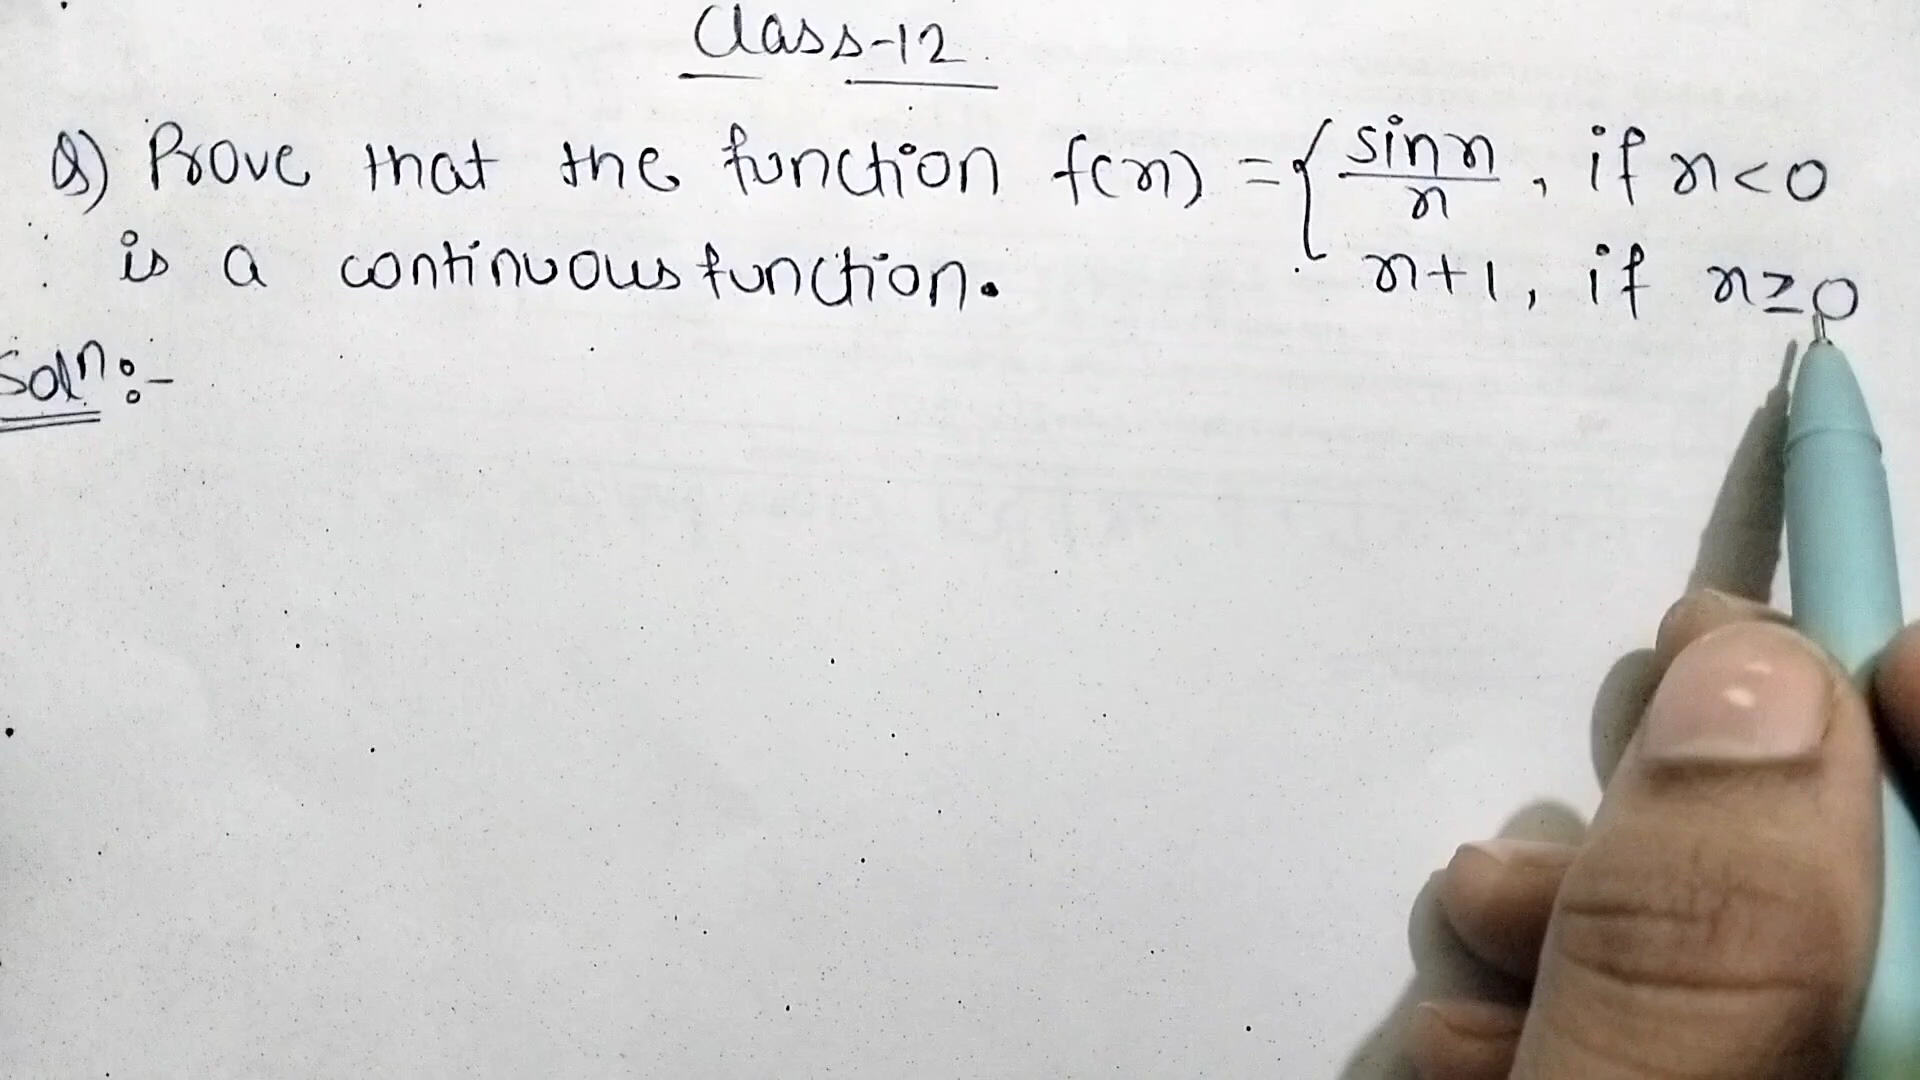 Class-12.
Q) Prove that the function f(x) = { sin x / x , if x < 0
is a continuous function. x+1, if x ≥ 0
Solⁿ:-